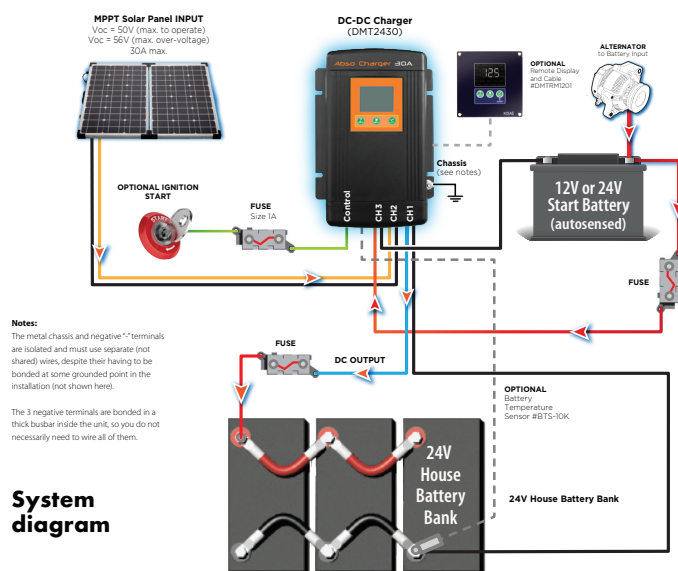 MPPT Solar Panel INPUT
Voc = 50V (max. to operate)
Voc = 56V (max. over-voltage)
30A max.
DC-DC Charger
(DMT2430)
Abso Charger 30A
125
KISAE
OPTIONAL
Remote Display
and Cable
#DMTRM1201
ALTERNATOR
to Battery Input
Chassis
(see notes)
12V or 24V
Start Battery
(autosensed)
OPTIONAL IGNITION
START
START
FUSE
Size 1A
Control
CH3
CH2
CH1
FUSE
Notes:
The metal chassis and negative "-" terminals
are isolated and must use separate (not
shared) wires, despite their having to be
bonded at some grounded point in the
installation (not shown here).
The 3 negative terminals are bonded in a
thick busbar inside the unit, so you do not
necessarily need to wire all of them.
FUSE
DC OUTPUT
OPTIONAL
Battery
Temperature
Sensor #BTS-10K
24V
House
Battery
Bank
24V House Battery Bank
System
diagram